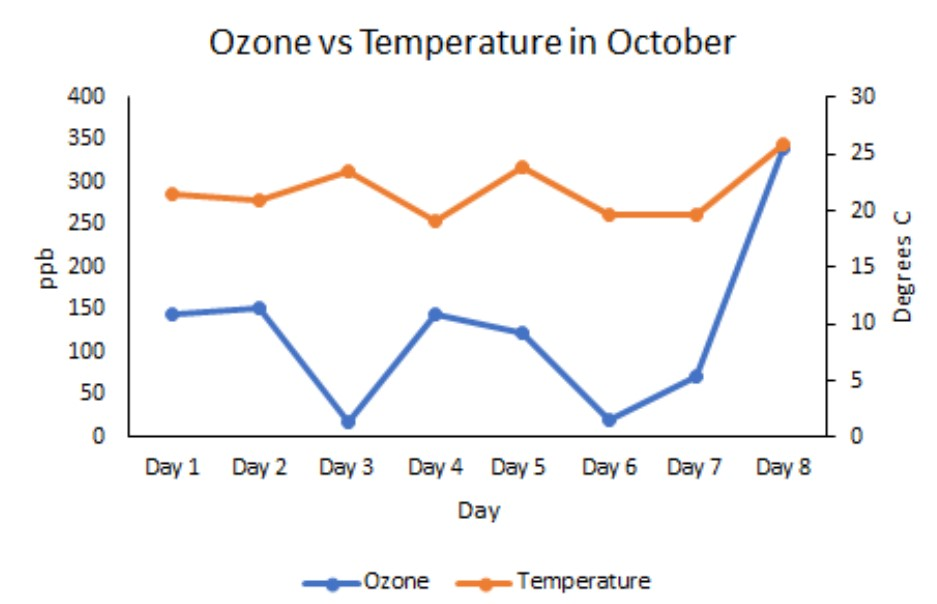 Ozone vs Temperature in October
400
350
300
250
200
150
100
50
0
ppb
30
25
20
15
10
5
0
Degrees C
Day 1 Day 2 Day 3 Day 4 Day 5 Day 6 Day 7 Day 8
Day
Ozone Temperature